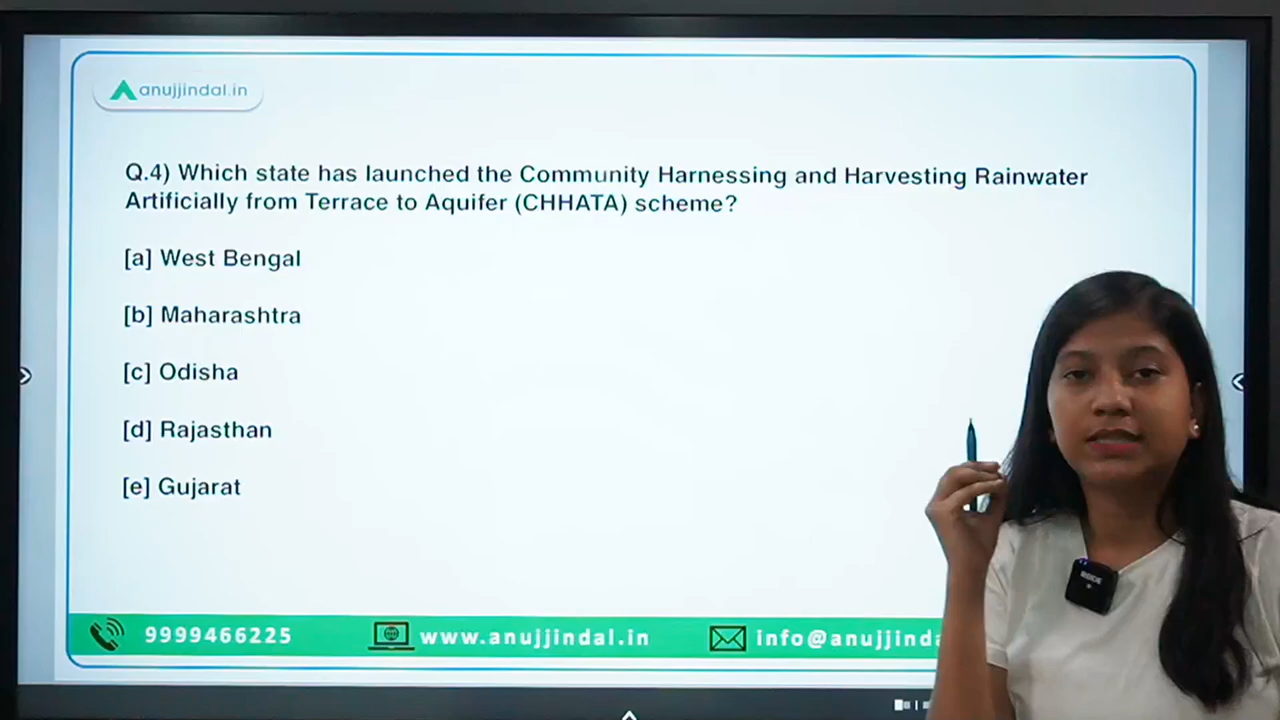 anujjindal.in
Q.4) Which state has launched the Community Harnessing and Harvesting Rainwater
Artificially from Terrace to Aquifer (CHHATA) scheme?
[a] West Bengal
[b] Maharashtra
[c] Odisha
[d] Rajasthan
[e] Gujarat
9999466225 www.anujjindal.in